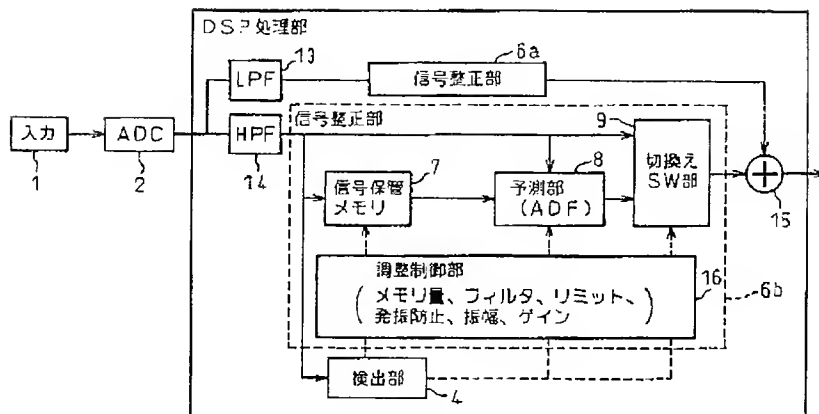 DSP処理部
13
6a
LPF
信号整正部
信号整正部
9
入力
ADC
HPF
1
2
14
7
8
信号保管
メモリ
予測部
(ADF)
切換え
SW部
15
調整制御部
16
(メモリ量、フィルタ、リミット、
発振防止、振幅、ゲイン)
6b
検出部
4